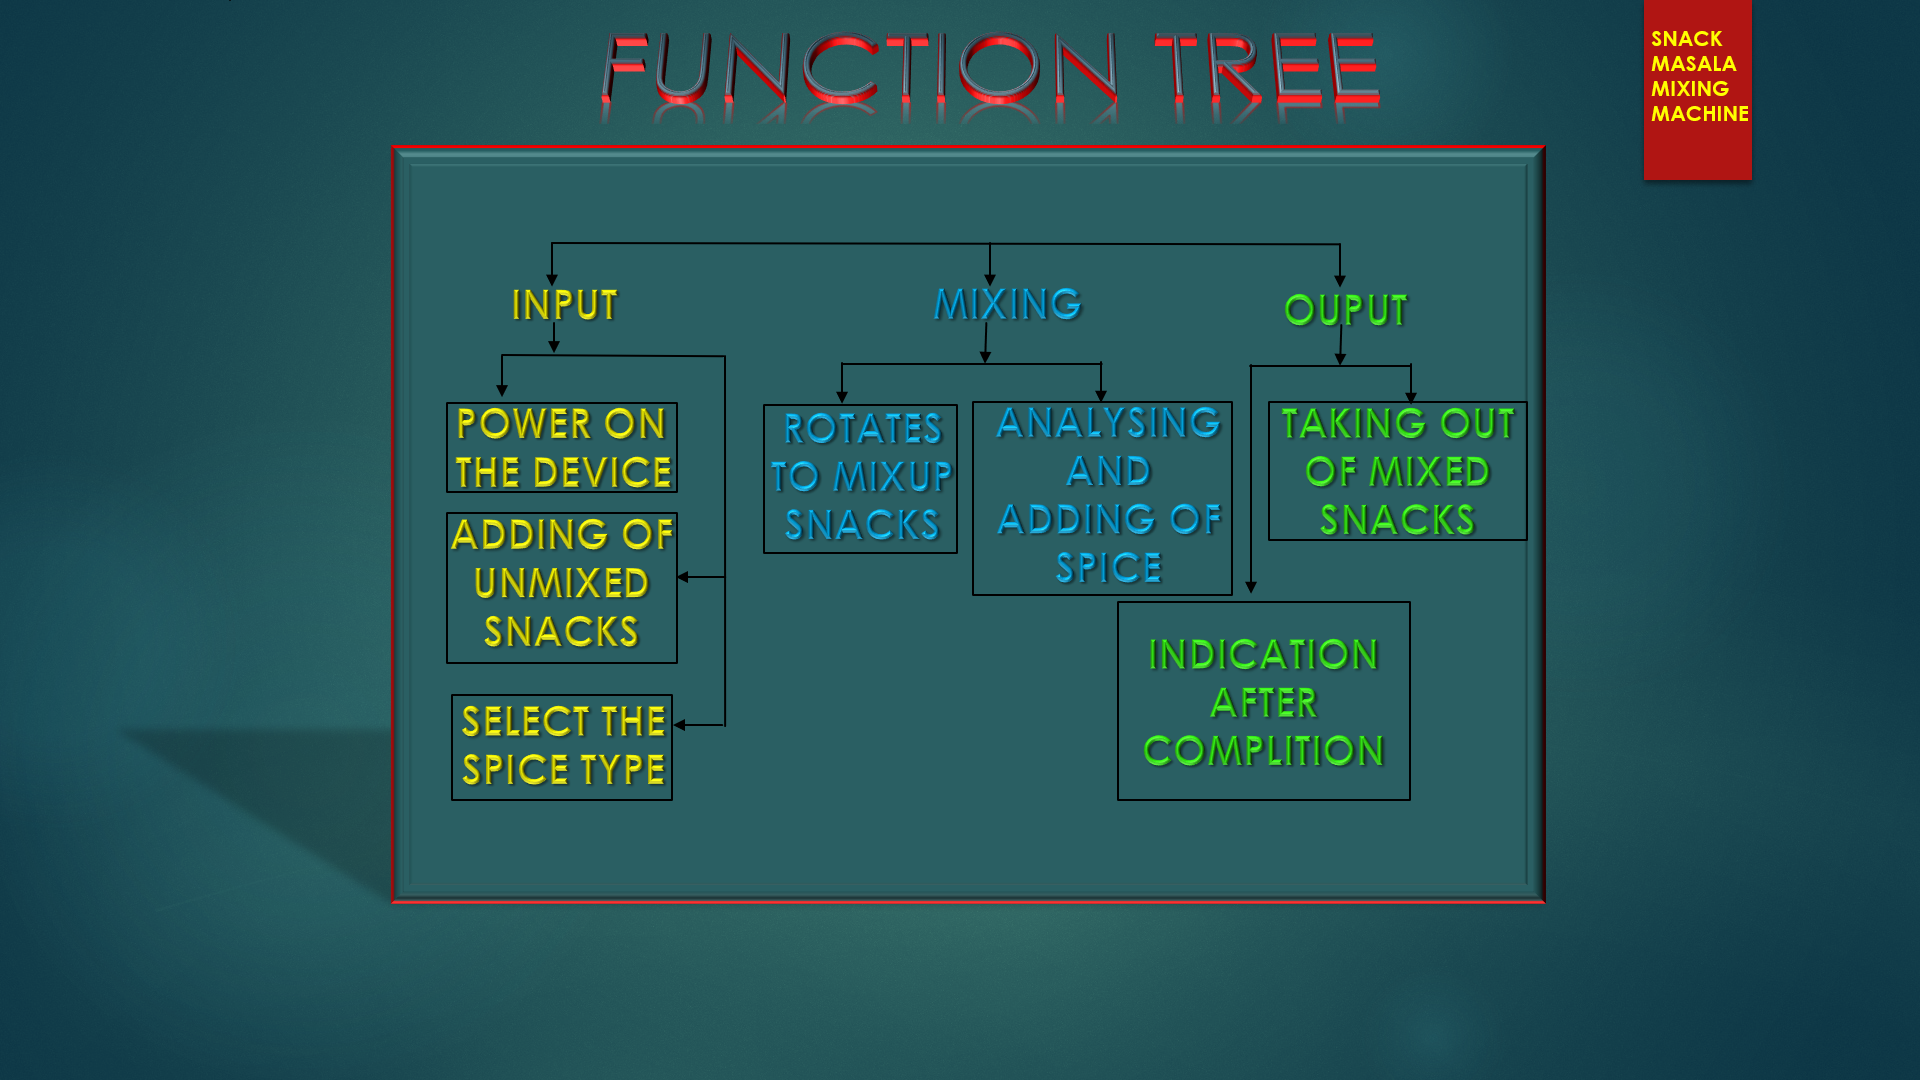 FUNCTION TREE
SNACK
MASALA
MIXING
MACHINE
INPUT
POWER ON
THE DEVICE
ADDING OF
UNMIXED
SNACKS
SELECT THE
SPICE TYPE
MIXING
ROTATES
TO MIXUP
SNACKS
ANALYSING
AND
ADDING OF
SPICE
OUPUT
TAKING OUT
OF MIXED
SNACKS
INDICATION
AFTER
COMPLITION